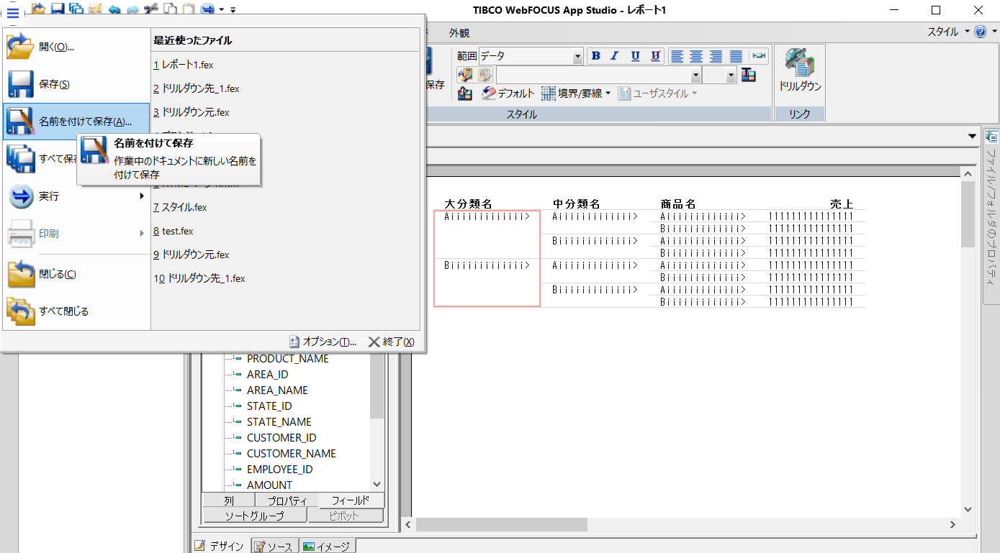 TIBCO WebFOCUS App Studio - レポート1
外観
スタイル
開く(O)...
保存(S)
名前を付けて保存(A)...
すべて保存
実行
印刷
閉じる(C)
すべて閉じる
最近使ったファイル
1 レポート1.fex
2 ドリルダウン先_1.fex
3 ドリルダウン元.fex
7 スタイル.fex
8 test.fex
9 ドリルダウン元.fex
10 ドリルダウン先_1.fex
名前を付けて保存
作業中のドキュメントに新しい名前を
付けて保存
オプション(T)...
終了(X)
保存
範囲
データ
B I U U
デフォルト
境界/罫線
ユーザスタイル
スタイル
ドリルダウン
リンク
ファイル/フォルダのプロパティ
大分類名 中分類名 商品名 売上
Aiiiiiiiiiiiii> Aiiiiiiiiiiiii> Aiiiiiiiiiiiii> 111111111111111
Biiiiiiiiiiiii> 111111111111111
Biiiiiiiiiiiii> Aiiiiiiiiiiiii> 111111111111111
Biiiiiiiiiiiii> 111111111111111
Biiiiiiiiiiiii> Aiiiiiiiiiiiii> Aiiiiiiiiiiiii> 111111111111111
Biiiiiiiiiiiii> 111111111111111
Biiiiiiiiiiiii> Aiiiiiiiiiiiii> 111111111111111
Biiiiiiiiiiiii> 111111111111111
PRODUCT_NAME
AREA_ID
AREA_NAME
STATE_ID
STATE_NAME
CUSTOMER_ID
CUSTOMER_NAME
EMPLOYEE_ID
AMOUNT
列 プロパティ フィールド
ソートグループ ピボット
デザイン ソース イメージ